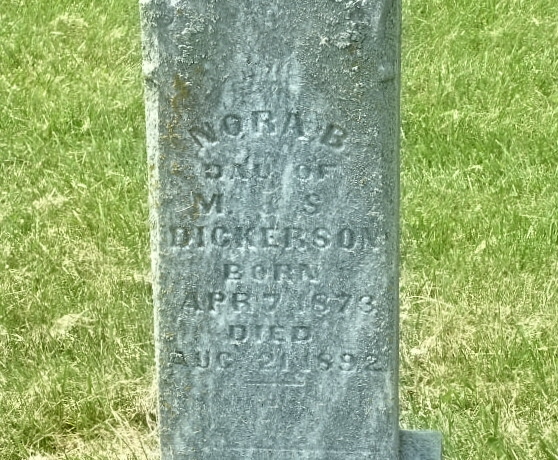 NORA B
DAU. OF
M. & S.
DICKERSON
BORN
APR 7, 1873
DIED
AUG. 21, 1892